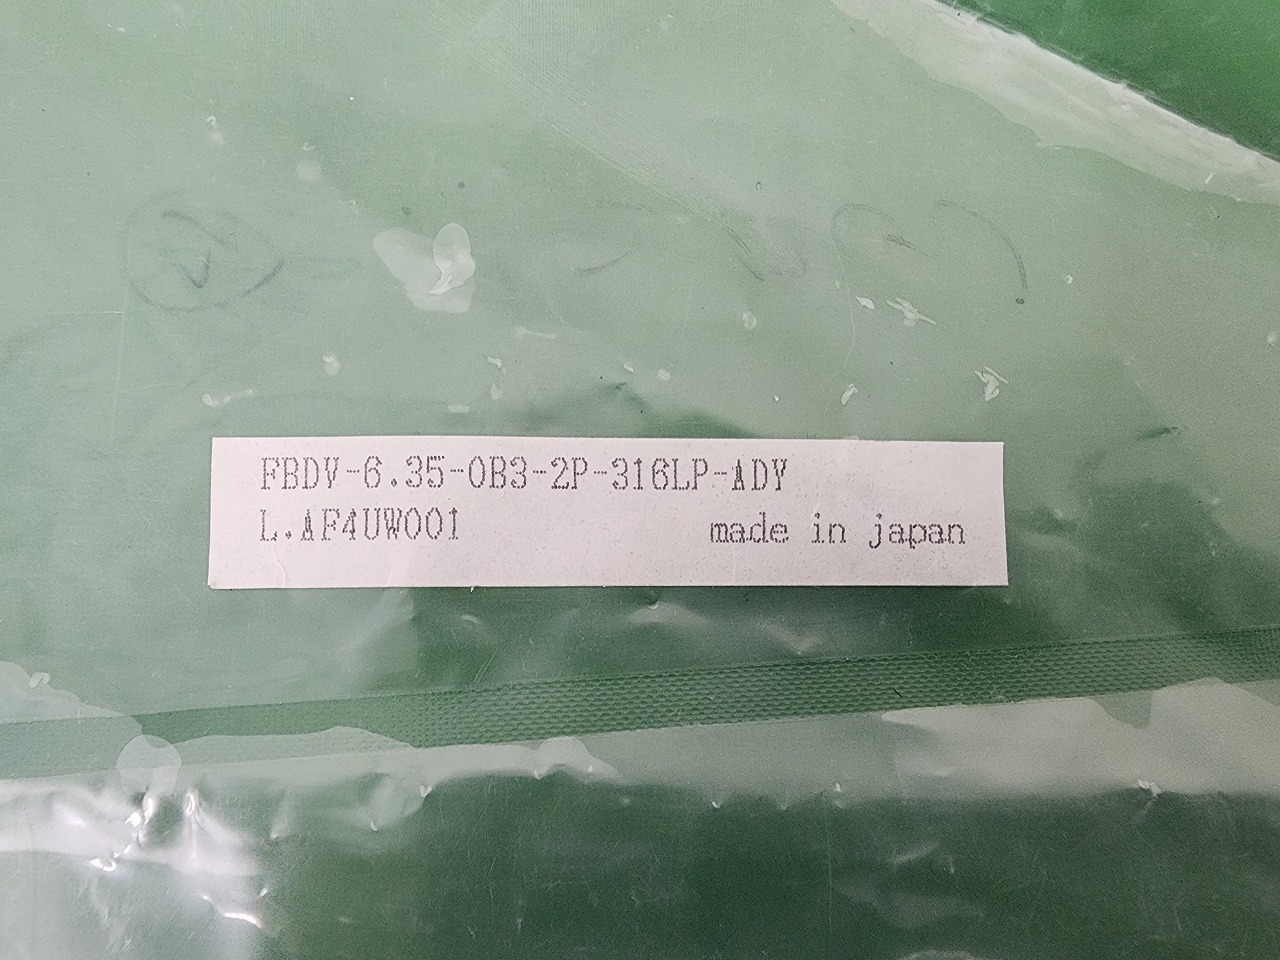 FBDV-6.35-0B3-2P-316LP-ADY
L.AF4UW001 made in japan